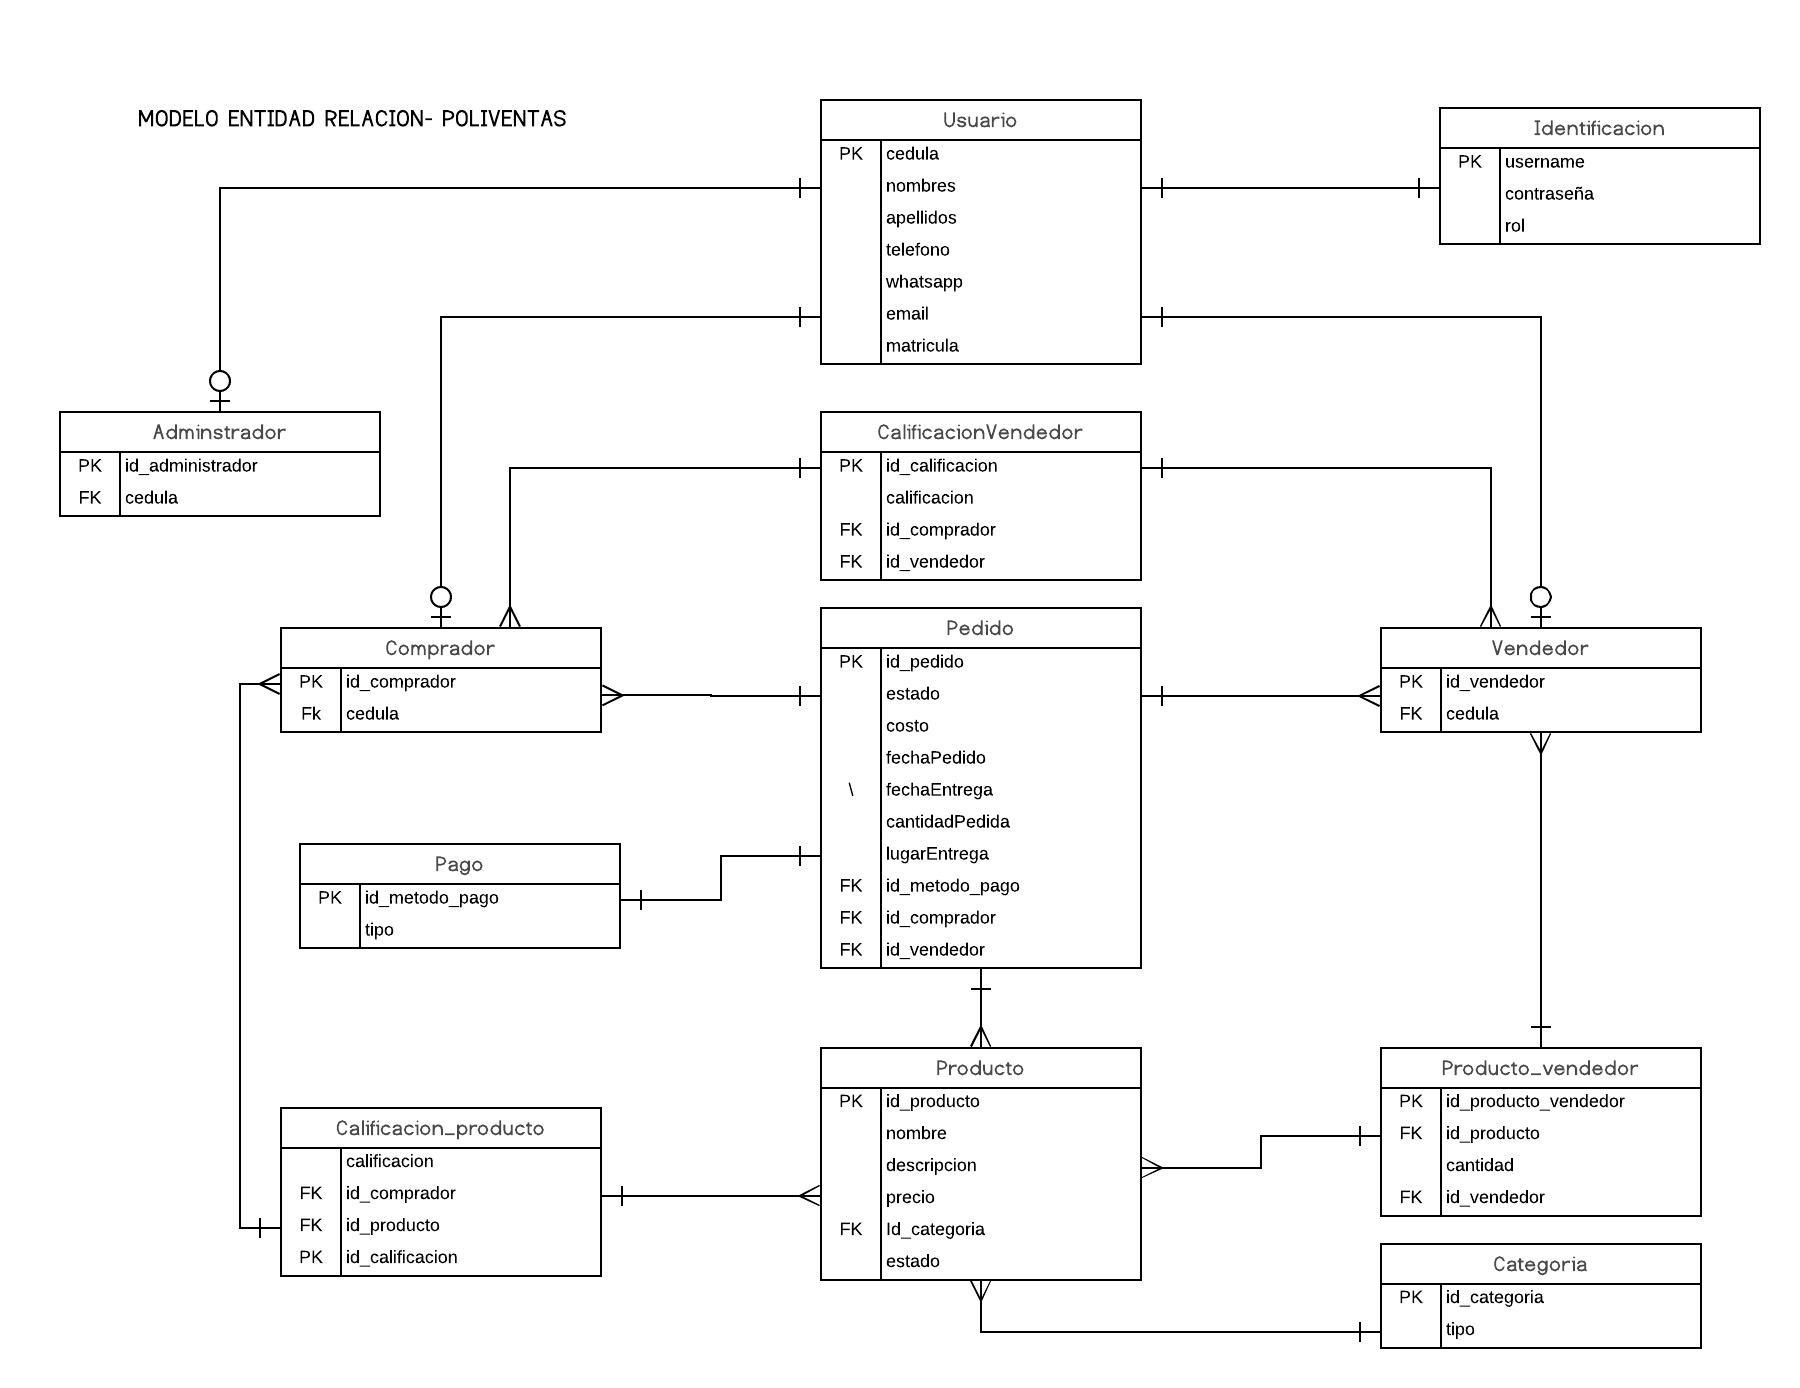 MODELO ENTIDAD RELACION- POLIVENTAS
Usuario
PK cedula
nombres
apellidos
telefono
whatsapp
email
matricula
Identificacion
PK username
contraseña
rol
Adminstrador
PK id_administrador
FK cedula
CalificacionVendedor
PK id_calificacion
calificacion
FK id_comprador
FK id_vendedor
Comprador
PK id_comprador
Fk cedula
Pedido
PK id_pedido
estado
costo
fechaPedido
\ fechaEntrega
cantidadPedida
lugarEntrega
FK id_metodo_pago
FK id_comprador
FK id_vendedor
Vendedor
PK id_vendedor
FK cedula
Pago
PK id_metodo_pago
tipo
Calificacion_producto
calificacion
FK id_comprador
FK id_producto
PK id_calificacion
Producto
PK id_producto
nombre
descripcion
precio
FK Id_categoria
estado
Producto_vendedor
PK id_producto_vendedor
FK id_producto
cantidad
FK id_vendedor
Categoria
PK id_categoria
tipo